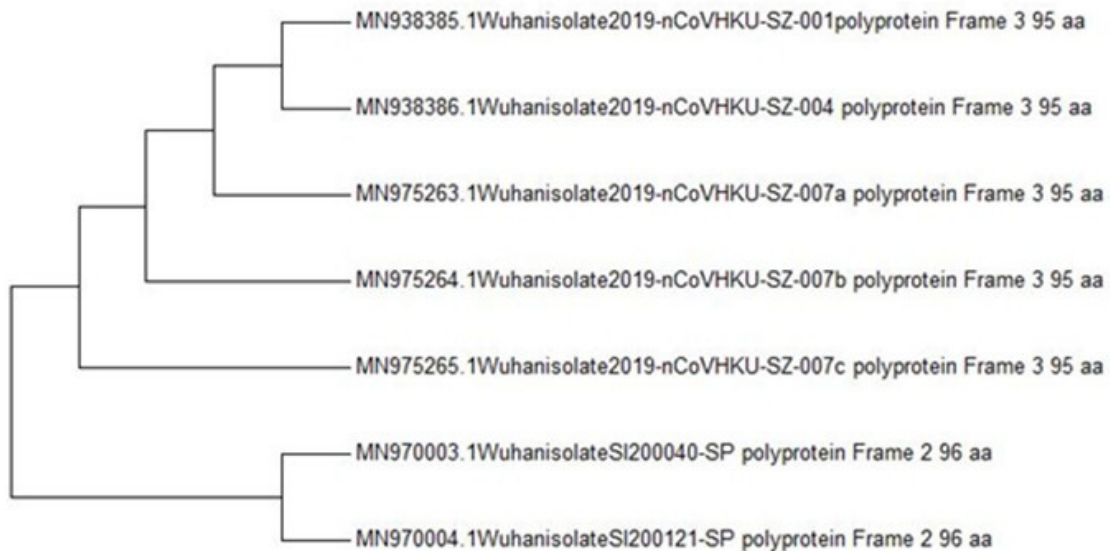 MN938385.1Wuhanisolate2019-nCoVHKU-SZ-001polyprotein Frame 3 95 aa
MN938386.1Wuhanisolate2019-nCoVHKU-SZ-004 polyprotein Frame 3 95 aa
MN975263.1Wuhanisolate2019-nCoVHKU-SZ-007a polyprotein Frame 3 95 aa
MN975264.1Wuhanisolate2019-nCoVHKU-SZ-007b polyprotein Frame 3 95 aa
MN975265.1Wuhanisolate2019-nCoVHKU-SZ-007c polyprotein Frame 3 95 aa
MN970003.1WuhanisolateSI200040-SP polyprotein Frame 2 96 aa
MN970004.1WuhanisolateSI200121-SP polyprotein Frame 2 96 aa